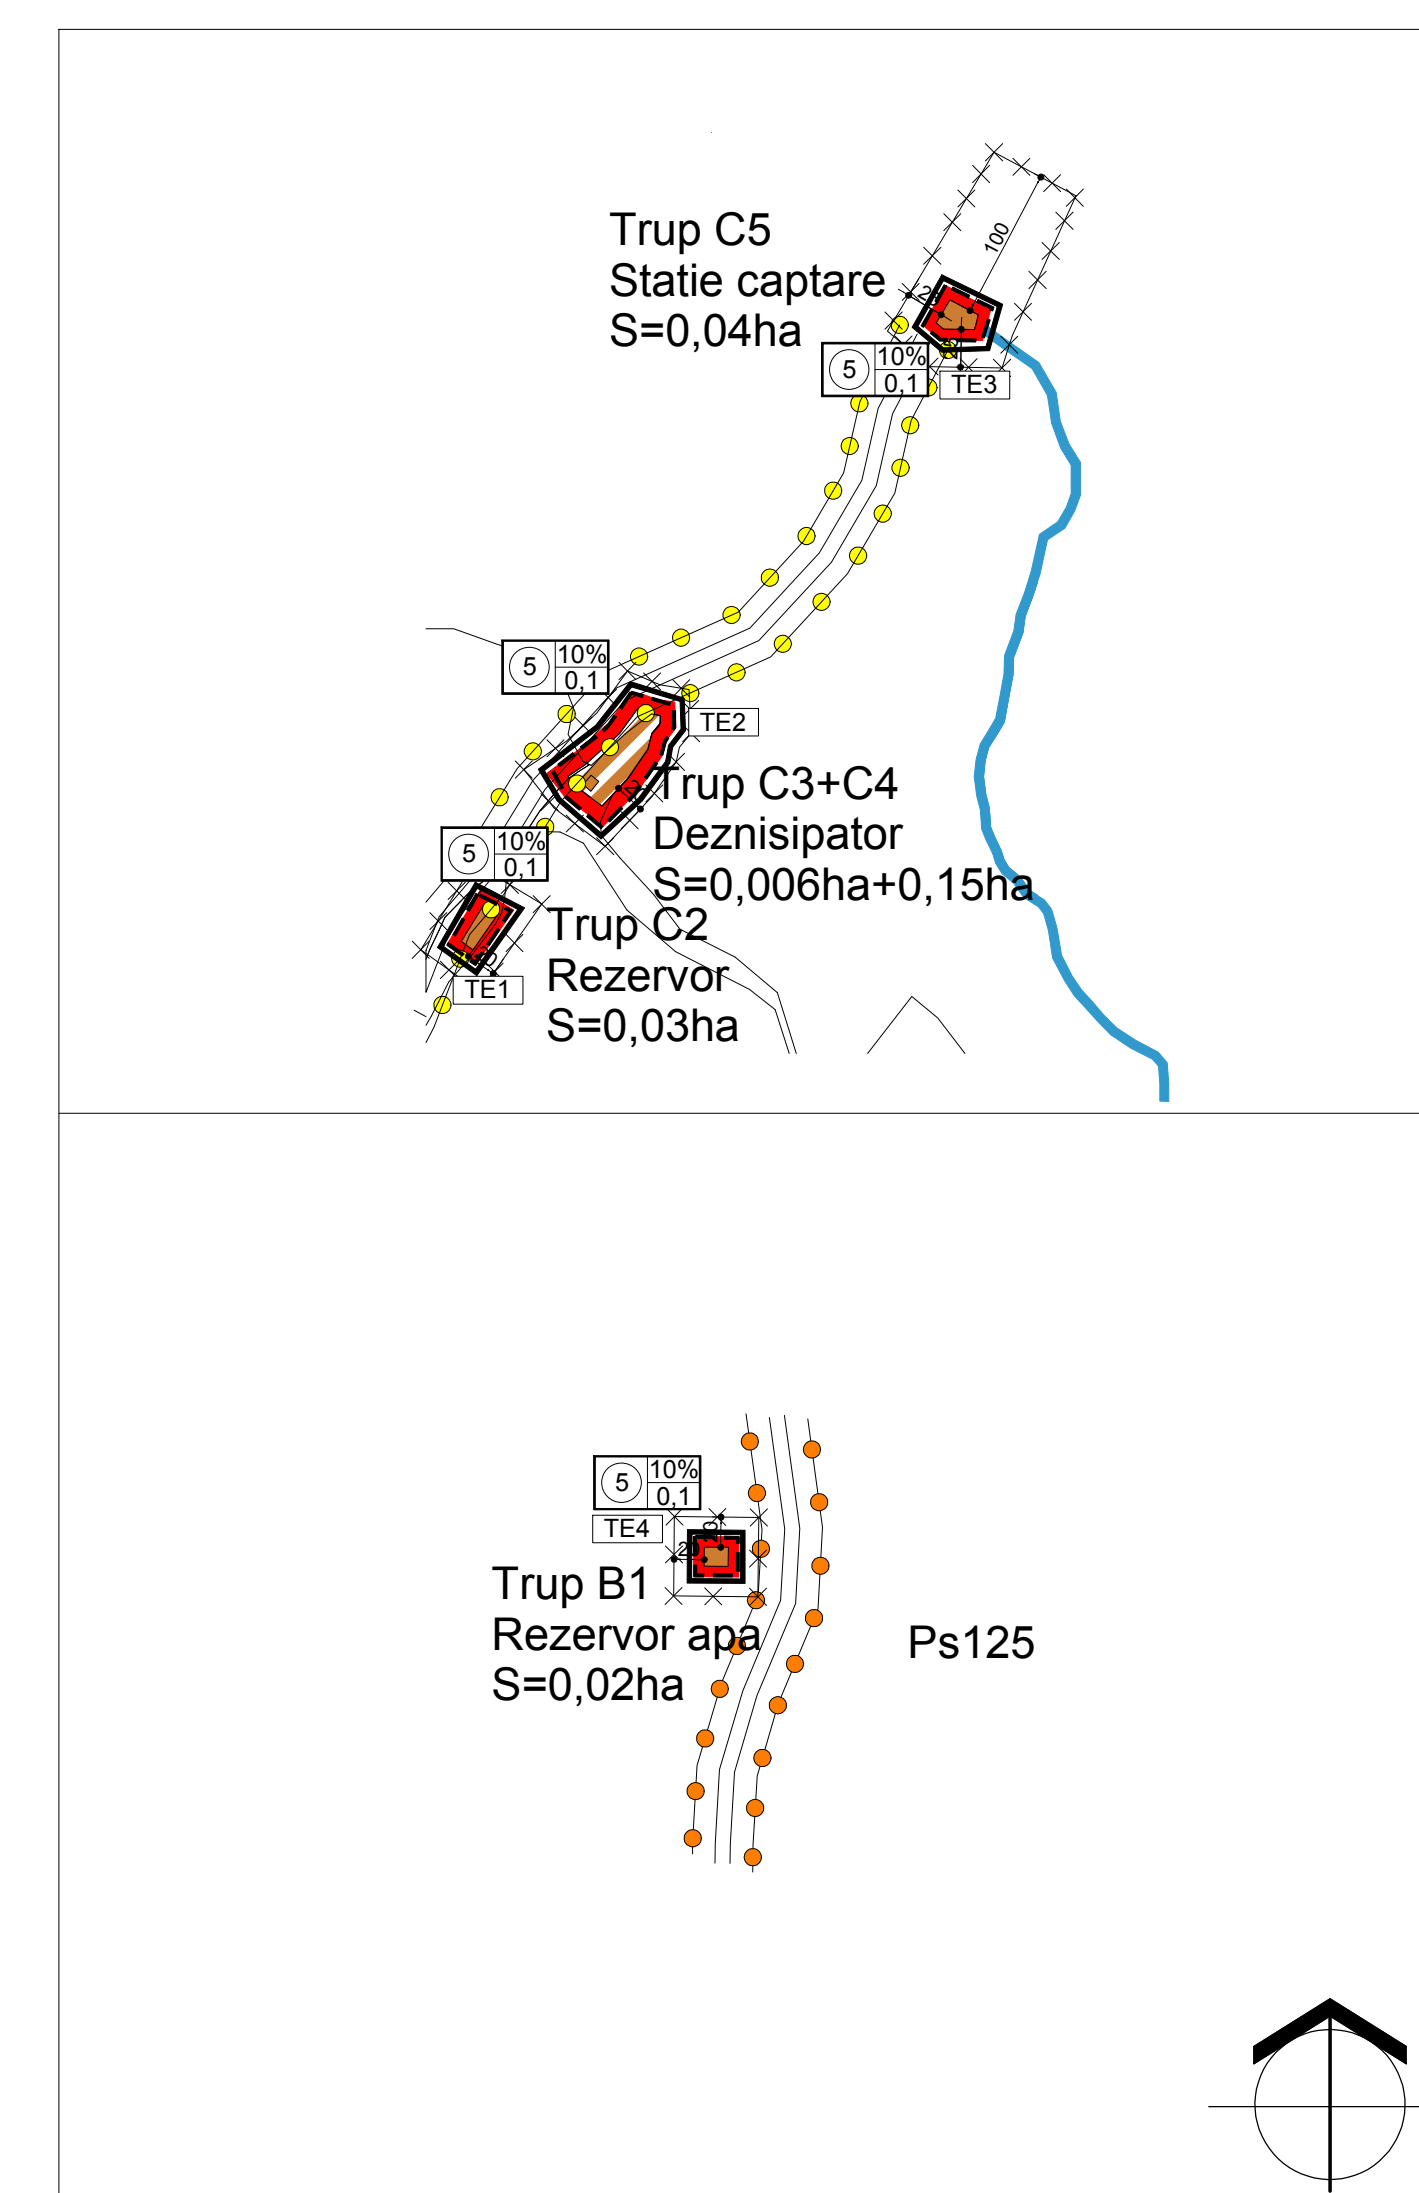 Trup C5
Statie captare
S=0,04ha
100
5
10%
0,1
TE3
5
10%
0,1
TE2
Trup C3+C4
Deznisipator
S=0,006ha+0,15ha
5
10%
0,1
Trup C2
Rezervor
S=0,03ha
TE1
5
10%
0,1
TE4
20
Trup B1
Rezervor apa
S=0,02ha
Ps125